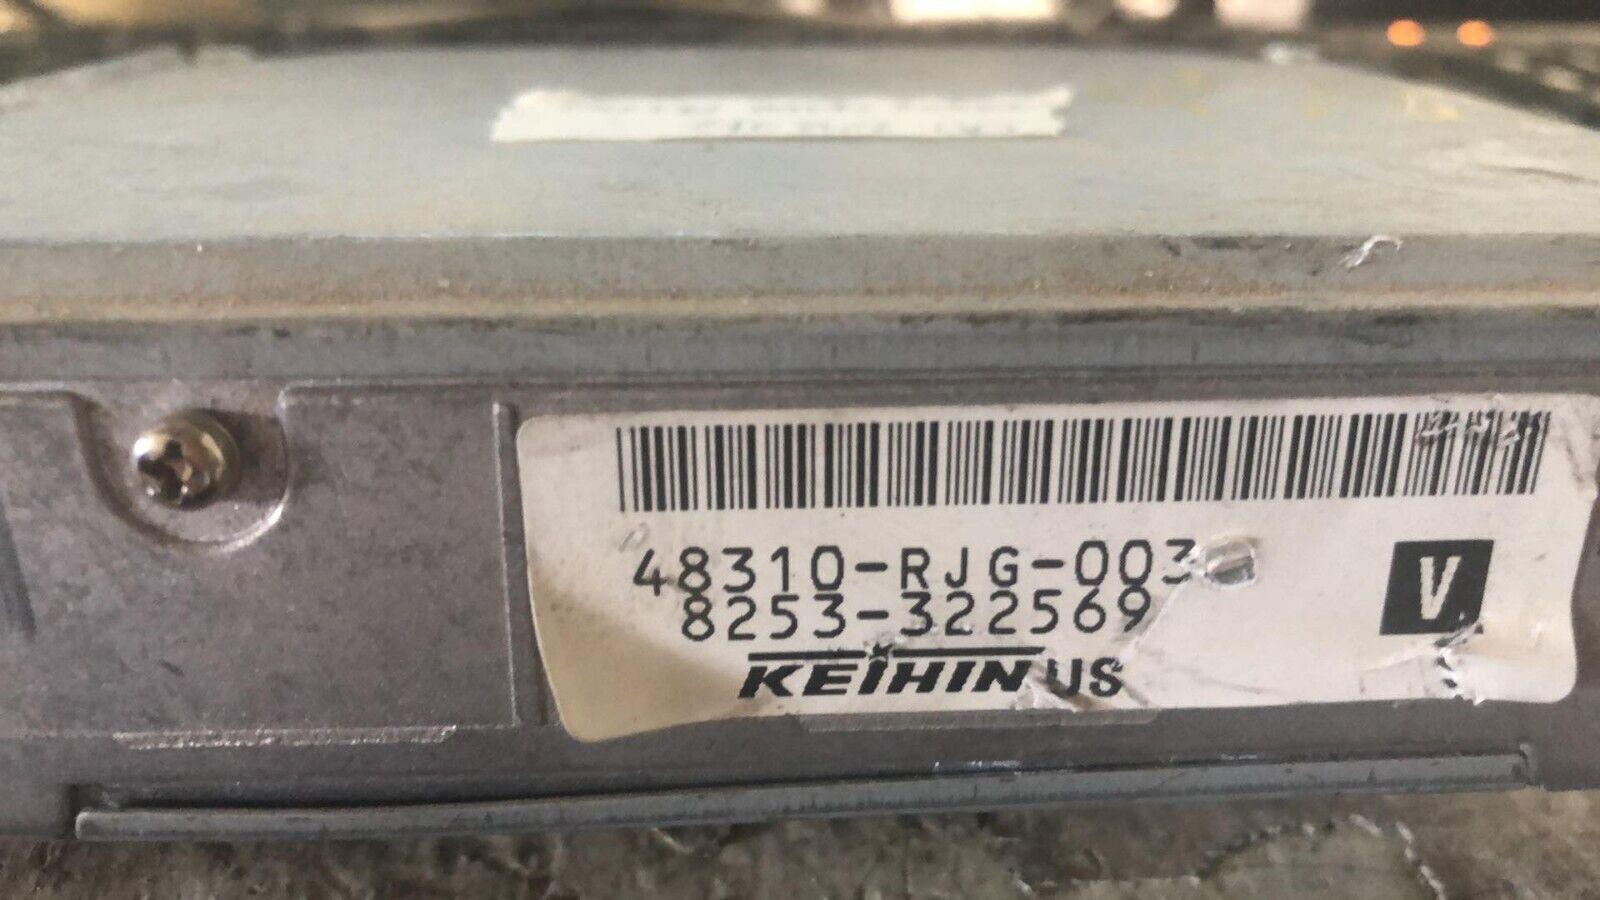 48310-RJG-003
8253-322569
V
KEIHIN US